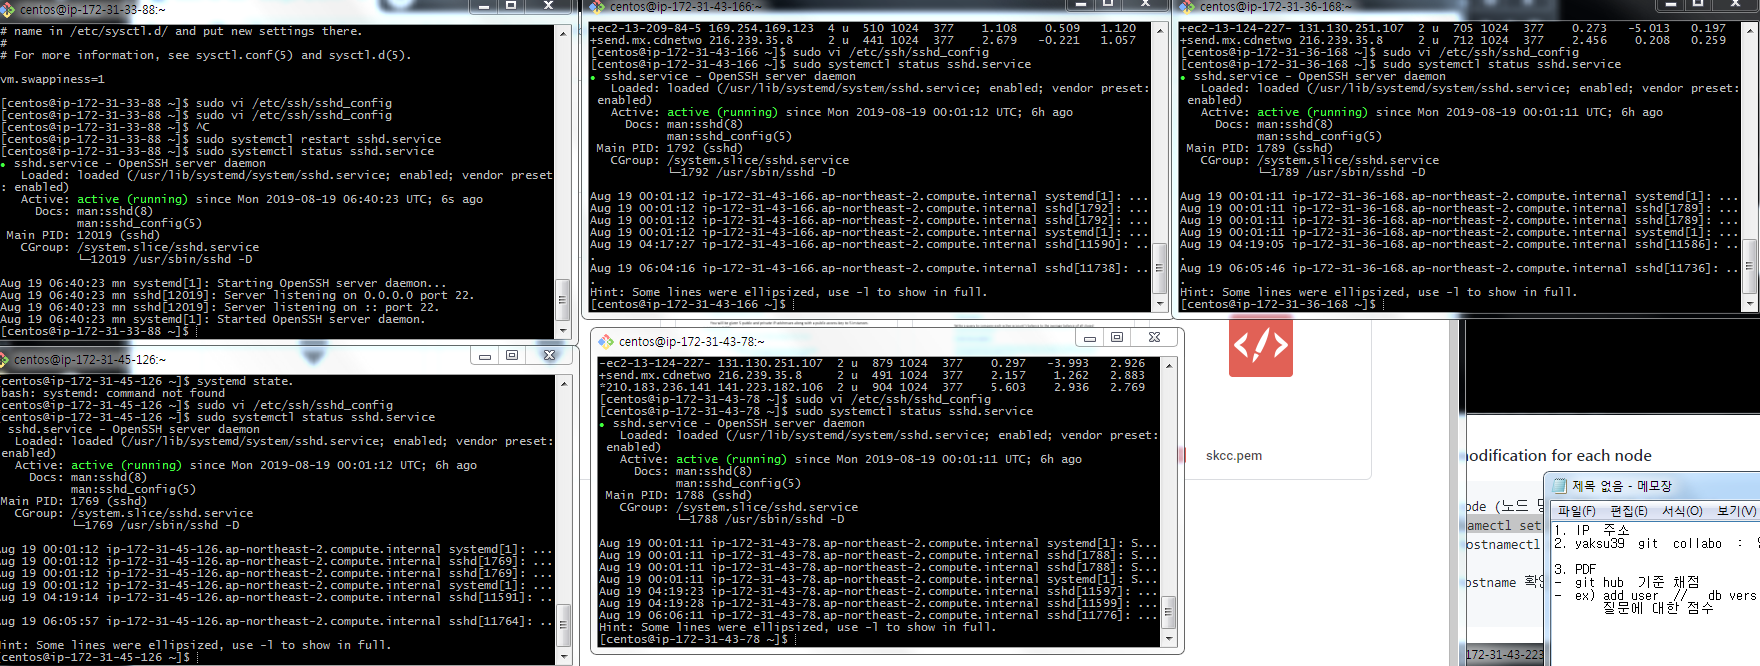 centos@ip-172-31-33-88:~
# name in /etc/sysctl.d/ and put new settings there.
#
# For more information, see sysctl.conf(5) and sysctl.d(5).
vm.swappiness=1
[centos@ip-172-31-33-88 ~]$ sudo vi /etc/ssh/sshd_config
[centos@ip-172-31-33-88 ~]$ sudo vi /etc/ssh/sshd_config
[centos@ip-172-31-33-88 ~]$ ^C
[centos@ip-172-31-33-88 ~]$ sudo systemctl restart sshd.service
[centos@ip-172-31-33-88 ~]$ sudo systemctl status sshd.service
● sshd.service - OpenSSH server daemon
Loaded: loaded (/usr/lib/systemd/system/sshd.service; enabled; vendor preset
: enabled)
Active: active (running) since Mon 2019-08-19 06:40:23 UTC; 6s ago
Docs: man:sshd(8)
man:sshd_config(5)
Main PID: 12019 (sshd)
CGroup: /system.slice/sshd.service
└─12019 /usr/sbin/sshd -D
Aug 19 06:40:23 mn systemd[1]: Starting OpenSSH server daemon...
Aug 19 06:40:23 mn sshd[12019]: Server listening on 0.0.0.0 port 22.
Aug 19 06:40:23 mn sshd[12019]: Server listening on :: port 22.
Aug 19 06:40:23 mn systemd[1]: Started OpenSSH server daemon.
[centos@ip-172-31-33-88 ~]$
centos@ip-172-31-43-166:~
+ec2-13-209-84-5 169.254.169.123 4 u 510 1024 377 1.108 0.509 1.120
+send.mx.cdnetwo 216.239.35.8 2 u 441 1024 377 2.679 -0.221 1.057
[centos@ip-172-31-43-166 ~]$ sudo vi /etc/ssh/sshd_config
[centos@ip-172-31-43-166 ~]$ sudo systemctl status sshd.service
● sshd.service - OpenSSH server daemon
Loaded: loaded (/usr/lib/systemd/system/sshd.service; enabled; vendor preset:
enabled)
Active: active (running) since Mon 2019-08-19 00:01:12 UTC; 6h ago
Docs: man:sshd(8)
man:sshd_config(5)
Main PID: 1792 (sshd)
CGroup: /system.slice/sshd.service
└─1792 /usr/sbin/sshd -D
Aug 19 00:01:12 ip-172-31-43-166.ap-northeast-2.compute.internal systemd[1]: ...
Aug 19 00:01:12 ip-172-31-43-166.ap-northeast-2.compute.internal sshd[1792]: ...
Aug 19 00:01:12 ip-172-31-43-166.ap-northeast-2.compute.internal sshd[1792]: ...
Aug 19 00:01:12 ip-172-31-43-166.ap-northeast-2.compute.internal systemd[1]: ...
Aug 19 04:17:27 ip-172-31-43-166.ap-northeast-2.compute.internal sshd[11590]: ..
.
Aug 19 06:04:16 ip-172-31-43-166.ap-northeast-2.compute.internal sshd[11738]: ..
.
Hint: Some lines were ellipsized, use -l to show in full.
[centos@ip-172-31-43-166 ~]$
centos@ip-172-31-36-168:~
+ec2-13-124-227- 131.130.251.107 2 u 705 1024 377 0.273 -5.013 0.197
+send.mx.cdnetwo 216.239.35.8 2 u 712 1024 377 2.456 0.208 0.259
[centos@ip-172-31-36-168 ~]$ sudo vi /etc/ssh/sshd_config
[centos@ip-172-31-36-168 ~]$ sudo systemctl status sshd.service
● sshd.service - OpenSSH server daemon
Loaded: loaded (/usr/lib/systemd/system/sshd.service; enabled; vendor preset:
enabled)
Active: active (running) since Mon 2019-08-19 00:01:11 UTC; 6h ago
Docs: man:sshd(8)
man:sshd_config(5)
Main PID: 1789 (sshd)
CGroup: /system.slice/sshd.service
└─1789 /usr/sbin/sshd -D
Aug 19 00:01:11 ip-172-31-36-168.ap-northeast-2.compute.internal systemd[1]: ...
Aug 19 00:01:11 ip-172-31-36-168.ap-northeast-2.compute.internal sshd[1789]: ...
Aug 19 00:01:11 ip-172-31-36-168.ap-northeast-2.compute.internal sshd[1789]: ...
Aug 19 00:01:11 ip-172-31-36-168.ap-northeast-2.compute.internal systemd[1]: ...
Aug 19 04:19:05 ip-172-31-36-168.ap-northeast-2.compute.internal sshd[11586]: ..
.
Aug 19 06:05:46 ip-172-31-36-168.ap-northeast-2.compute.internal sshd[11736]: ..
.
Hint: Some lines were ellipsized, use -l to show in full.
[centos@ip-172-31-36-168 ~]$
centos@ip-172-31-45-126:~
[centos@ip-172-31-45-126 ~]$ systemd state.
bash: systemd: command not found
[centos@ip-172-31-45-126 ~]$ sudo vi /etc/ssh/sshd_config
[centos@ip-172-31-45-126 ~]$ sudo systemctl status sshd.service
sshd.service - OpenSSH server daemon
Loaded: loaded (/usr/lib/systemd/system/sshd.service; enabled; vendor preset:
enabled)
Active: active (running) since Mon 2019-08-19 00:01:12 UTC; 6h ago
Docs: man:sshd(8)
man:sshd_config(5)
Main PID: 1769 (sshd)
CGroup: /system.slice/sshd.service
└─1769 /usr/sbin/sshd -D
Aug 19 00:01:12 ip-172-31-45-126.ap-northeast-2.compute.internal systemd[1]: ...
Aug 19 00:01:12 ip-172-31-45-126.ap-northeast-2.compute.internal sshd[1769]: ...
Aug 19 00:01:12 ip-172-31-45-126.ap-northeast-2.compute.internal sshd[1769]: ...
Aug 19 00:01:12 ip-172-31-45-126.ap-northeast-2.compute.internal systemd[1]: ...
Aug 19 04:19:14 ip-172-31-45-126.ap-northeast-2.compute.internal sshd[11591]: ..
Aug 19 06:05:57 ip-172-31-45-126.ap-northeast-2.compute.internal sshd[11764]: ..
Hint: Some lines were ellipsized, use -l to show in full.
[centos@ip-172-31-45-126 ~]$
centos@ip-172-31-43-78:~
-ec2-13-124-227- 131.130.251.107 2 u 879 1024 377 0.297 -3.993 2.926
+send.mx.cdnetwo 216.239.35.8 2 u 491 1024 377 2.157 1.262 2.883
*210.183.236.141 141.223.182.106 2 u 904 1024 377 5.603 2.936 2.769
[centos@ip-172-31-43-78 ~]$ sudo vi /etc/ssh/sshd_config
[centos@ip-172-31-43-78 ~]$ sudo systemctl status sshd.service
● sshd.service - OpenSSH server daemon
Loaded: loaded (/usr/lib/systemd/system/sshd.service; enabled; vendor preset:
enabled)
Active: active (running) since Mon 2019-08-19 00:01:11 UTC; 6h ago
Docs: man:sshd(8)
man:sshd_config(5)
Main PID: 1788 (sshd)
CGroup: /system.slice/sshd.service
└─1788 /usr/sbin/sshd -D
Aug 19 00:01:11 ip-172-31-43-78.ap-northeast-2.compute.internal systemd[1]: S...
Aug 19 00:01:11 ip-172-31-43-78.ap-northeast-2.compute.internal sshd[1788]: S...
Aug 19 00:01:11 ip-172-31-43-78.ap-northeast-2.compute.internal sshd[1788]: S...
Aug 19 00:01:11 ip-172-31-43-78.ap-northeast-2.compute.internal systemd[1]: S...
Aug 19 04:19:23 ip-172-31-43-78.ap-northeast-2.compute.internal sshd[11597]: ...
Aug 19 04:19:28 ip-172-31-43-78.ap-northeast-2.compute.internal sshd[11599]: ...
Aug 19 06:06:11 ip-172-31-43-78.ap-northeast-2.compute.internal sshd[11776]: ...
Hint: Some lines were ellipsized, use -l to show in full.
[centos@ip-172-31-43-78 ~]$
skcc.pem
modification for each node
ode (노드
namectl set
ostnamectl
ostname 확인
172-31-43-223
제목 없음 - 메모장
파일(F) 편집(E) 서식(O) 보기(V)
1. IP 주소
2. yaksu39 git collabo :
3. PDF
- git hub 기준 채점
- ex) add user // db vers
질문에 대한 점수